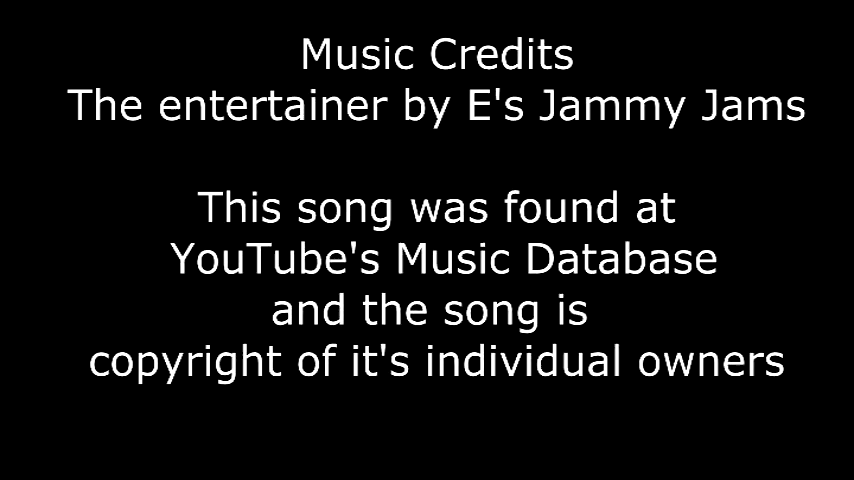 Music Credits
The entertainer by E's Jammy Jams
This song was found at
YouTube's Music Database
and the song is
copyright of it's individual owners